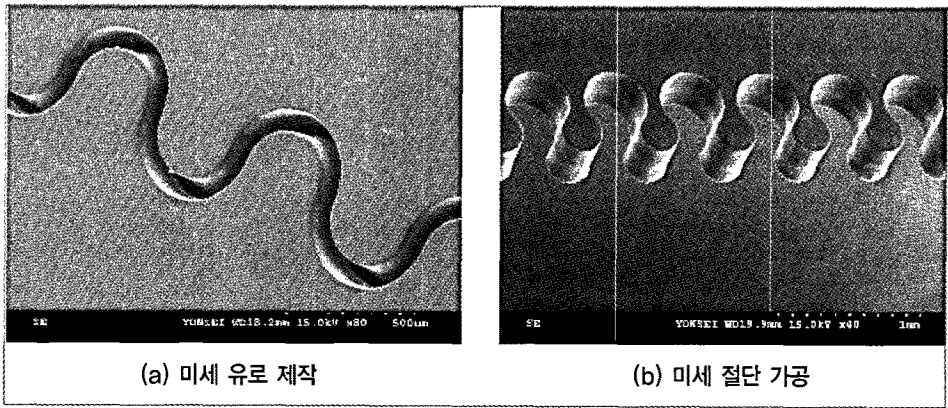 SE YONSEI WD18.2mm 15.0kV x80 500um
SE YONSEI WD19.9mm 15.0kV x40 1mm
(a) 미세 유로 제작
(b) 미세 절단 가공